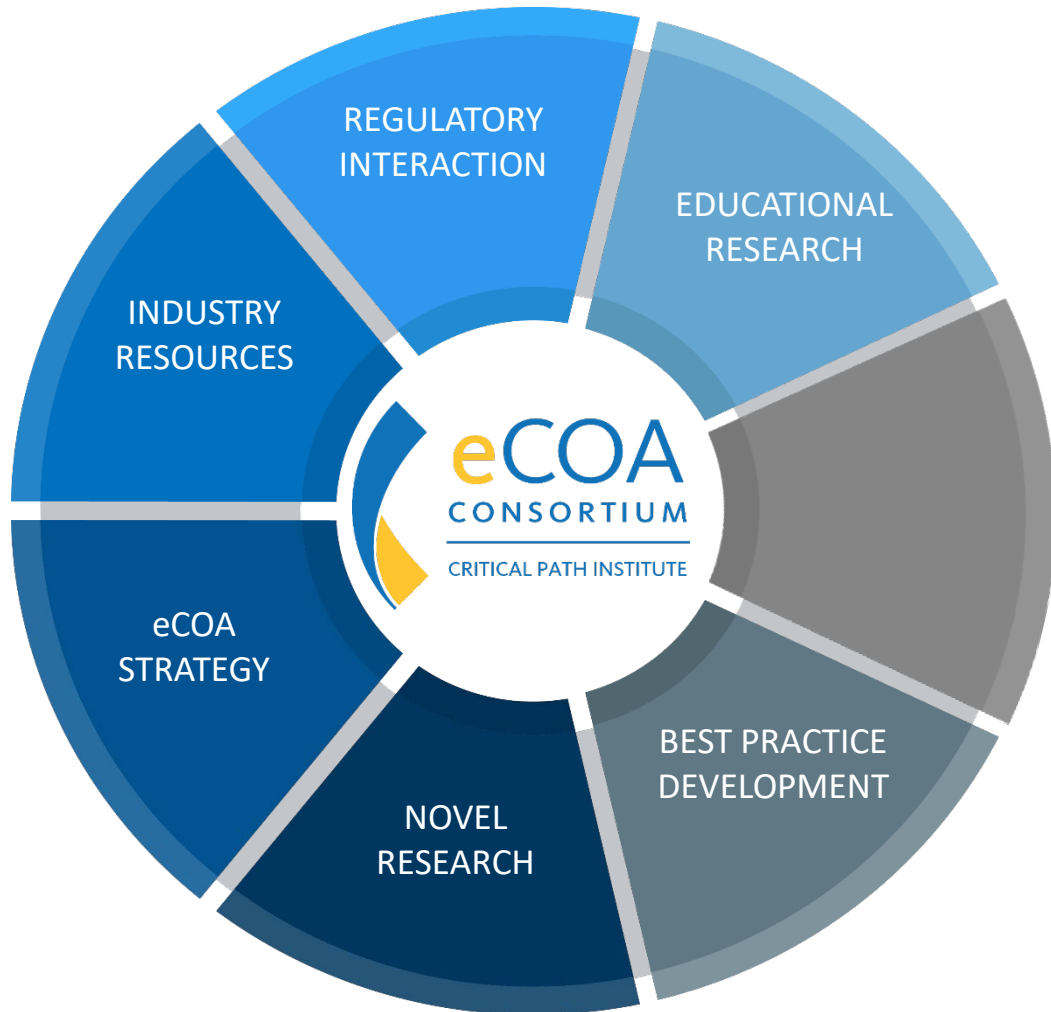 REGULATORY
INTERACTION
EDUCATIONAL
RESEARCH
INDUSTRY
RESOURCES
eCOA
CONSORTIUM
CRITICAL PATH INSTITUTE
eCOA
STRATEGY
BEST PRACTICE
DEVELOPMENT
NOVEL
RESEARCH